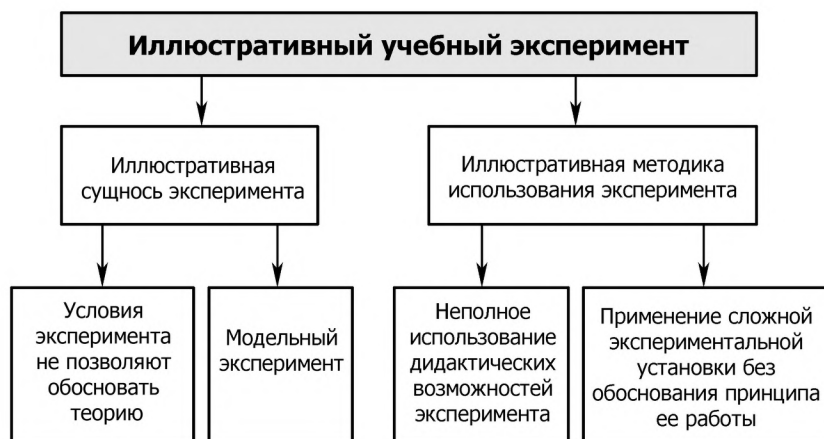 Иллюстративный учебный эксперимент
Иллюстративная
сущнось эксперимента
Иллюстративная методика
использования эксперимента
Условия
эксперимента
не позволяют
обосновать
теорию
Модельный
эксперимент
Неполное
использование
дидактических
возможностей
эксперимента
Применение сложной
экспериментальной
установки без
обоснования принципа
ее работы